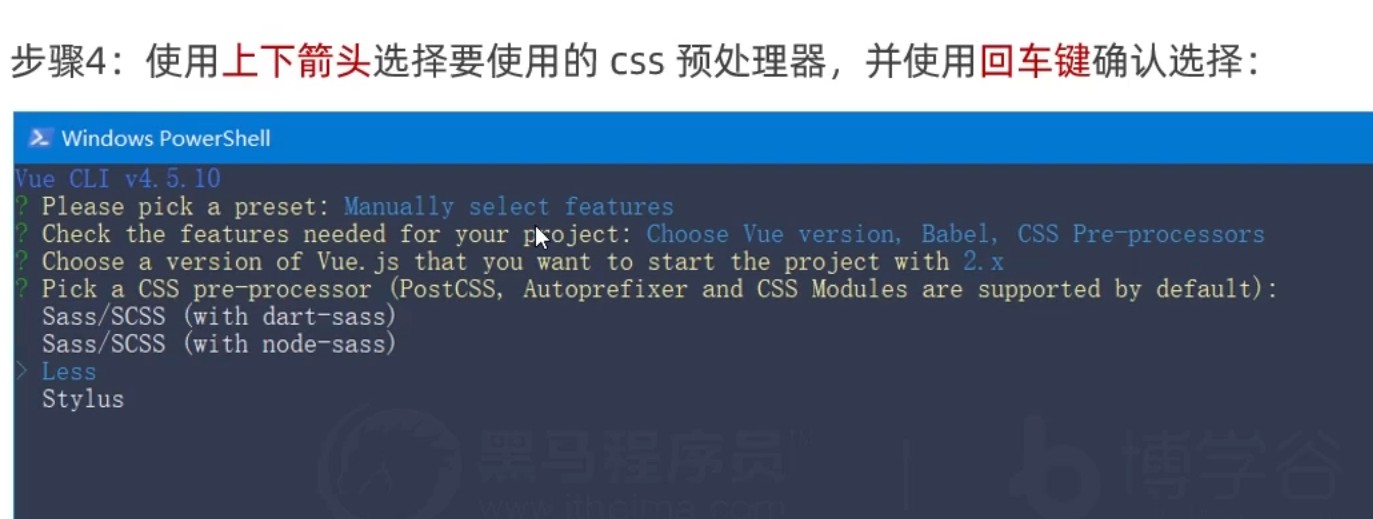 步骤4：使用上下箭头选择要使用的 css 预处理器，并使用回车键确认选择：
Windows PowerShell
Vue CLI v4.5.10
? Please pick a preset: Manually select features
? Check the features needed for your project: Choose Vue version, Babel, CSS Pre-processors
? Choose a version of Vue.js that you want to start the project with 2.x
? Pick a CSS pre-processor (PostCSS, Autoprefixer and CSS Modules are supported by default):
Sass/SCSS (with dart-sass)
Sass/SCSS (with node-sass)
> Less
Stylus
黑马程序员 博学谷
www.itheima.com